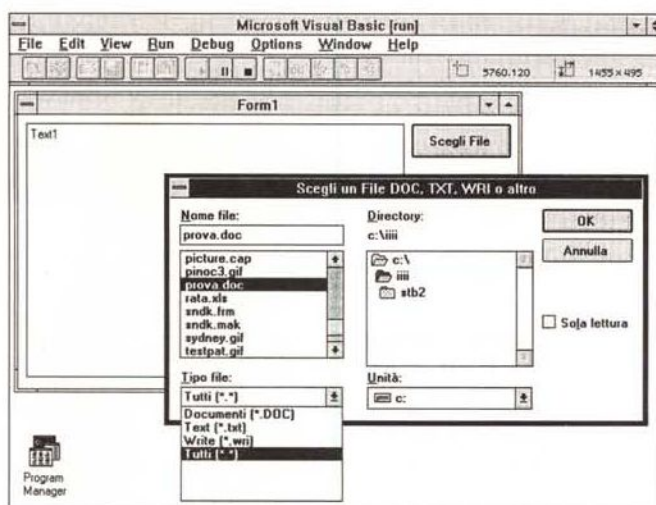 Microsoft Visual Basic [run]
File Edit View Run Debug Options Window Help
5760.120 1455×495
Form1
Text1
Scegli File
Scegli un File DOC, TXT, WRI o altro
Nome file:
prova.doc
picture.cap
pinoc3.gif
prova.doc
rata.xls
sndk.frm
sndk.mak
sydney.gif
testpat.gif
Tipo file:
Tutti (*.*)
Documenti (*.DOC)
Text (*.txt)
Write (*.wri)
Tutti (*.*)
Directory:
c:\iiii
c:\
iiii
stb2
Unità:
c:
OK
Annulla
Sola lettura
Program
Manager